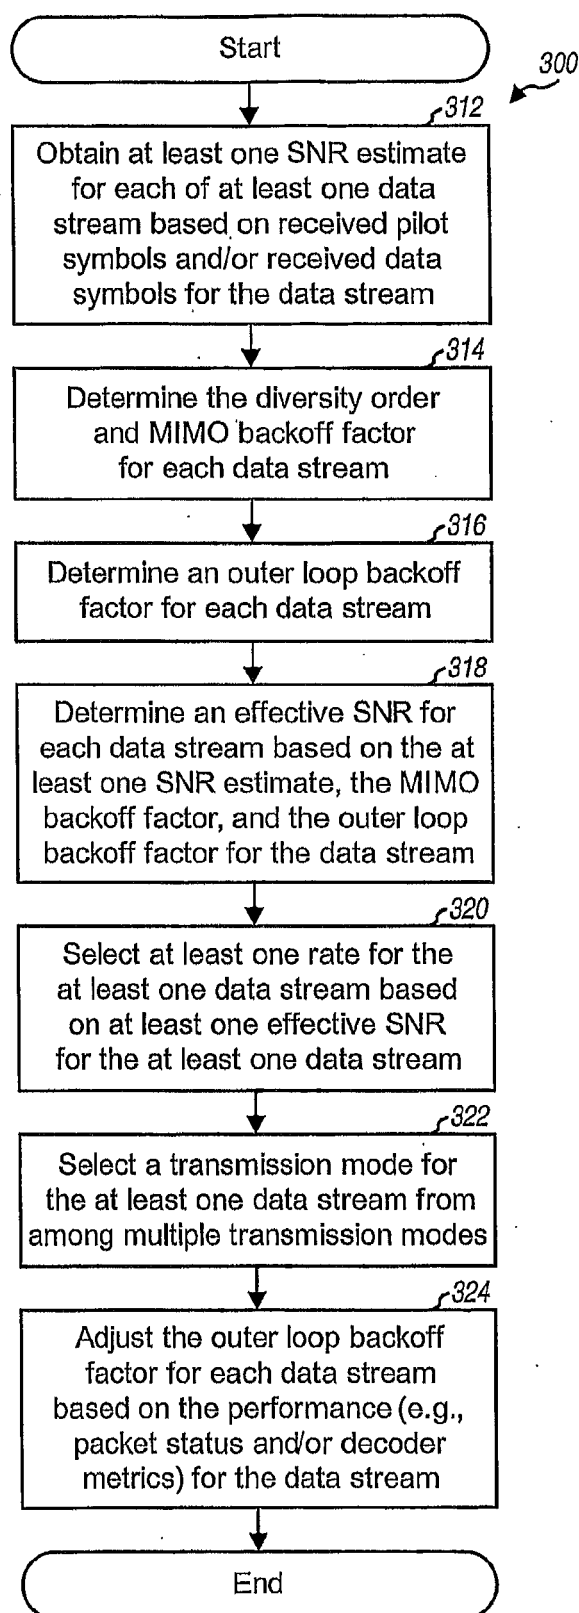 Start
300
312
Obtain at least one SNR estimate
for each of at least one data
stream based on received pilot
symbols and/or received data
symbols for the data stream
314
Determine the diversity order
and MIMO backoff factor
for each data stream
316
Determine an outer loop backoff
factor for each data stream
318
Determine an effective SNR for
each data stream based on the at
least one SNR estimate, the MIMO
backoff factor, and the outer loop
backoff factor for the data stream
320
Select at least one rate for the
at least one data stream based
on at least one effective SNR
for the at least one data stream
322
Select a transmission mode for
the at least one data stream from
among multiple transmission modes
324
Adjust the outer loop backoff
factor for each data stream
based on the performance (e.g.,
packet status and/or decoder
metrics) for the data stream
End